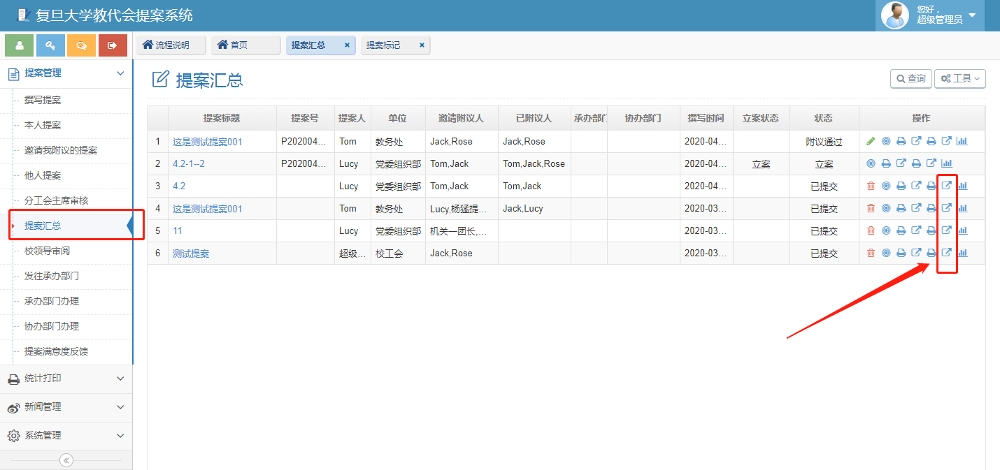 复旦大学教代会提案系统
您好，
超级管理员
流程说明 首页 提案汇总 × 提案标记 ×
提案管理
撰写提案
本人提案
邀请我附议的提案
他人提案
分工会主席审核
提案汇总
校领导审阅
发往承办部门
承办部门办理
协办部门办理
提案满意度反馈
统计打印
新闻管理
系统管理
提案汇总
查询 工具
提案标题 提案号 提案人 单位 邀请附议人 已附议人 承办部门 协办部门 撰写时间 立案状态 状态 操作
1 这是测试提案001 P202004... Tom 教务处 Jack,Rose Jack,Rose 2020-04... 附议通过
2 4.2-1--2 P202004... Lucy 党委组织部 Tom,Jack Tom,Jack,Rose 2020-04... 立案 立案
3 4.2 Lucy 党委组织部 Tom,Jack Tom,Jack 2020-04... 已提交
4 这是测试提案001 Tom 教务处 Lucy,杨猛提... Jack,Lucy 2020-03... 已提交
5 11 Lucy 党委组织部 机关一团长,... 2020-03... 已提交
6 测试提案 超级... 校工会 Jack,Rose 2020-03... 已提交